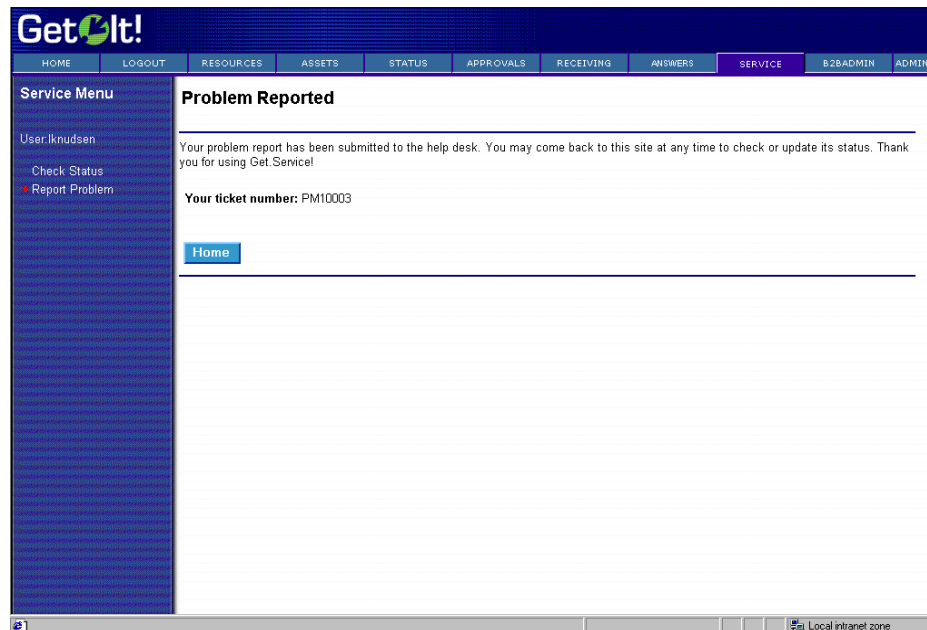 Get It!
HOME LOGOUT RESOURCES ASSETS STATUS APPROVALS RECEIVING ANSWERS SERVICE B2BADMIN ADMIN
Service Menu
User:lknudsen
Check Status
Report Problem
Problem Reported
Your problem report has been submitted to the help desk. You may come back to this site at any time to check or update its status. Thank
you for using Get.Service!
Your ticket number: PM10003
Home
Local intranet zone